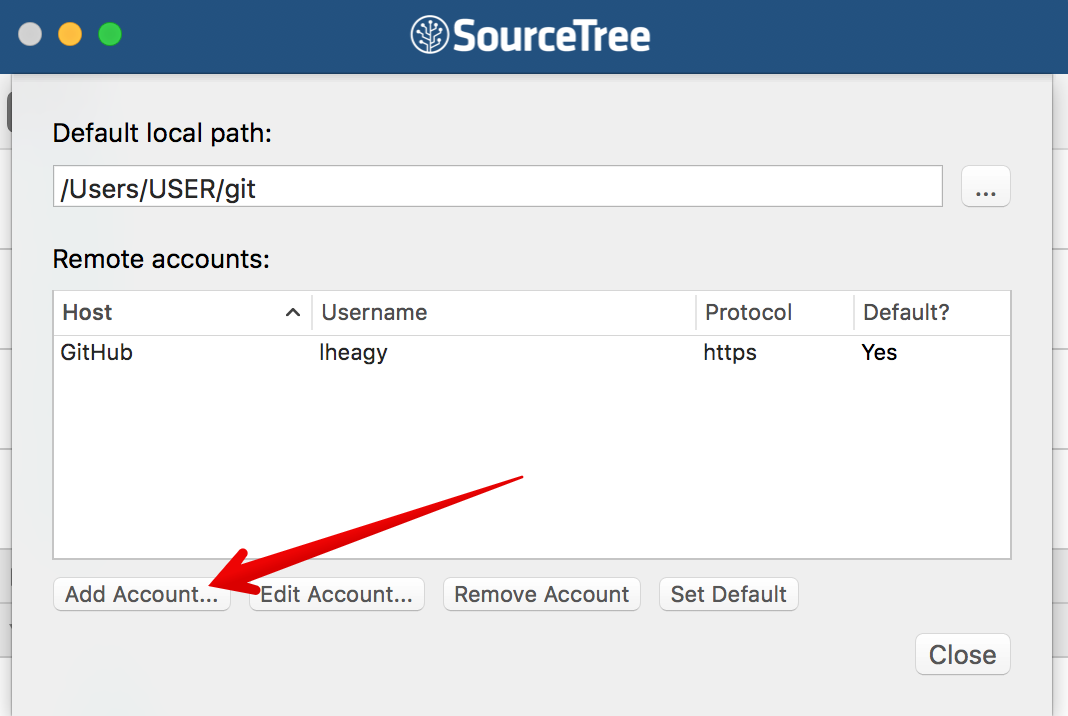 SourceTree
Default local path:
/Users/USER/git
...
Remote accounts:
Host Username Protocol Default?
GitHub lheagy https Yes
Add Account... Edit Account... Remove Account Set Default
Close